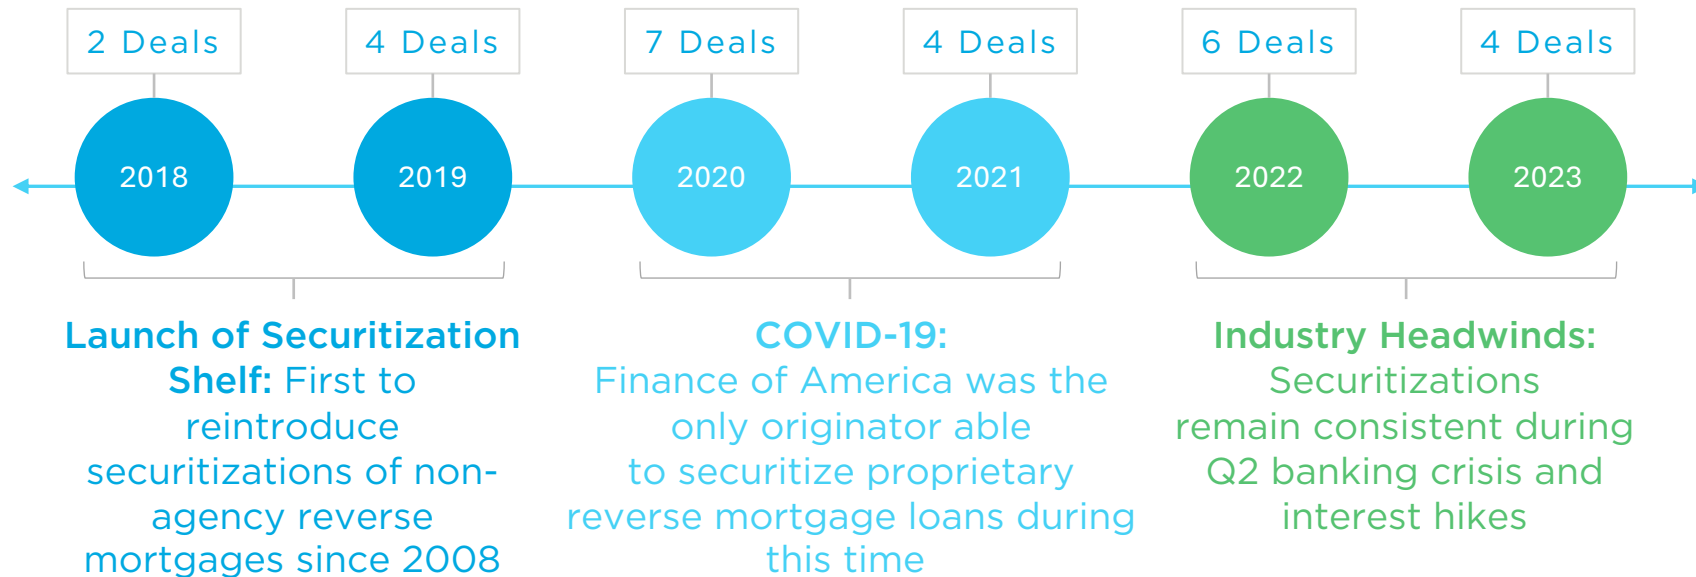 2 Deals
4 Deals
7 Deals
4 Deals
6 Deals
4 Deals
2018
2019
2020
2021
2022
2023
Launch of Securitization
Shelf: First to
reintroduce
securitizations of non-
agency reverse
mortgages since 2008
COVID-19:
Finance of America was the
only originator able
to securitize proprietary
reverse mortgage loans during
this time
Industry Headwinds:
Securitizations
remain consistent during
Q2 banking crisis and
interest hikes